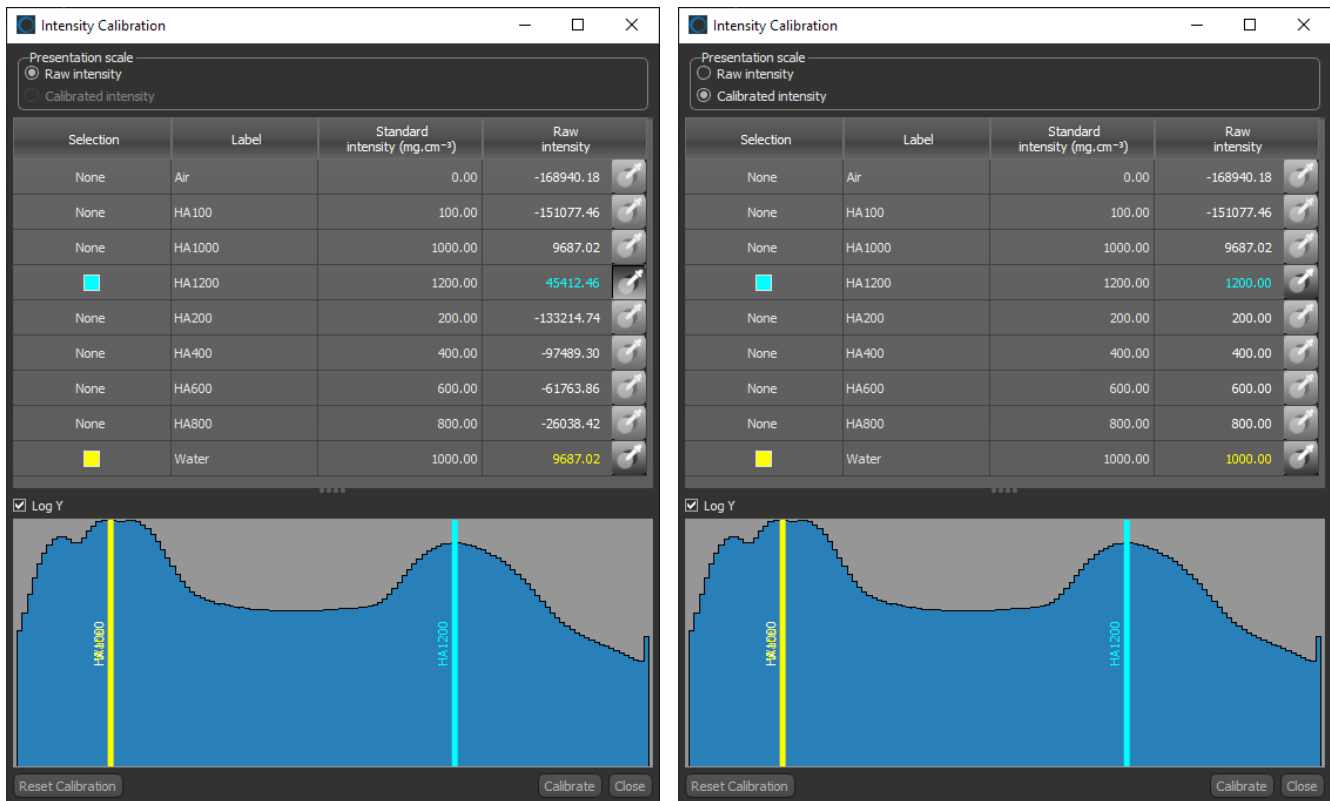 Intensity Calibration
Presentation scale
Raw intensity
Calibrated intensity
Selection Label Standard intensity (mg.cm⁻³) Raw intensity
None Air 0.00 -168940.18
None HA100 100.00 -151077.46
None HA1000 1000.00 9687.02
HA1200 1200.00 45412.46
None HA200 200.00 -133214.74
None HA400 400.00 -97489.30
None HA600 600.00 -61763.86
None HA800 800.00 -26038.42
Water 1000.00 9687.02
Log Y
HA1200
Reset Calibration Calibrate Close
Intensity Calibration
Presentation scale
Raw intensity
Calibrated intensity
Selection Label Standard intensity (mg.cm⁻³) Raw intensity
None Air 0.00 -168940.18
None HA100 100.00 -151077.46
None HA1000 1000.00 9687.02
HA1200 1200.00 1200.00
None HA200 200.00 200.00
None HA400 400.00 400.00
None HA600 600.00 600.00
None HA800 800.00 800.00
Water 1000.00 1000.00
Log Y
HA1200
Reset Calibration Calibrate Close